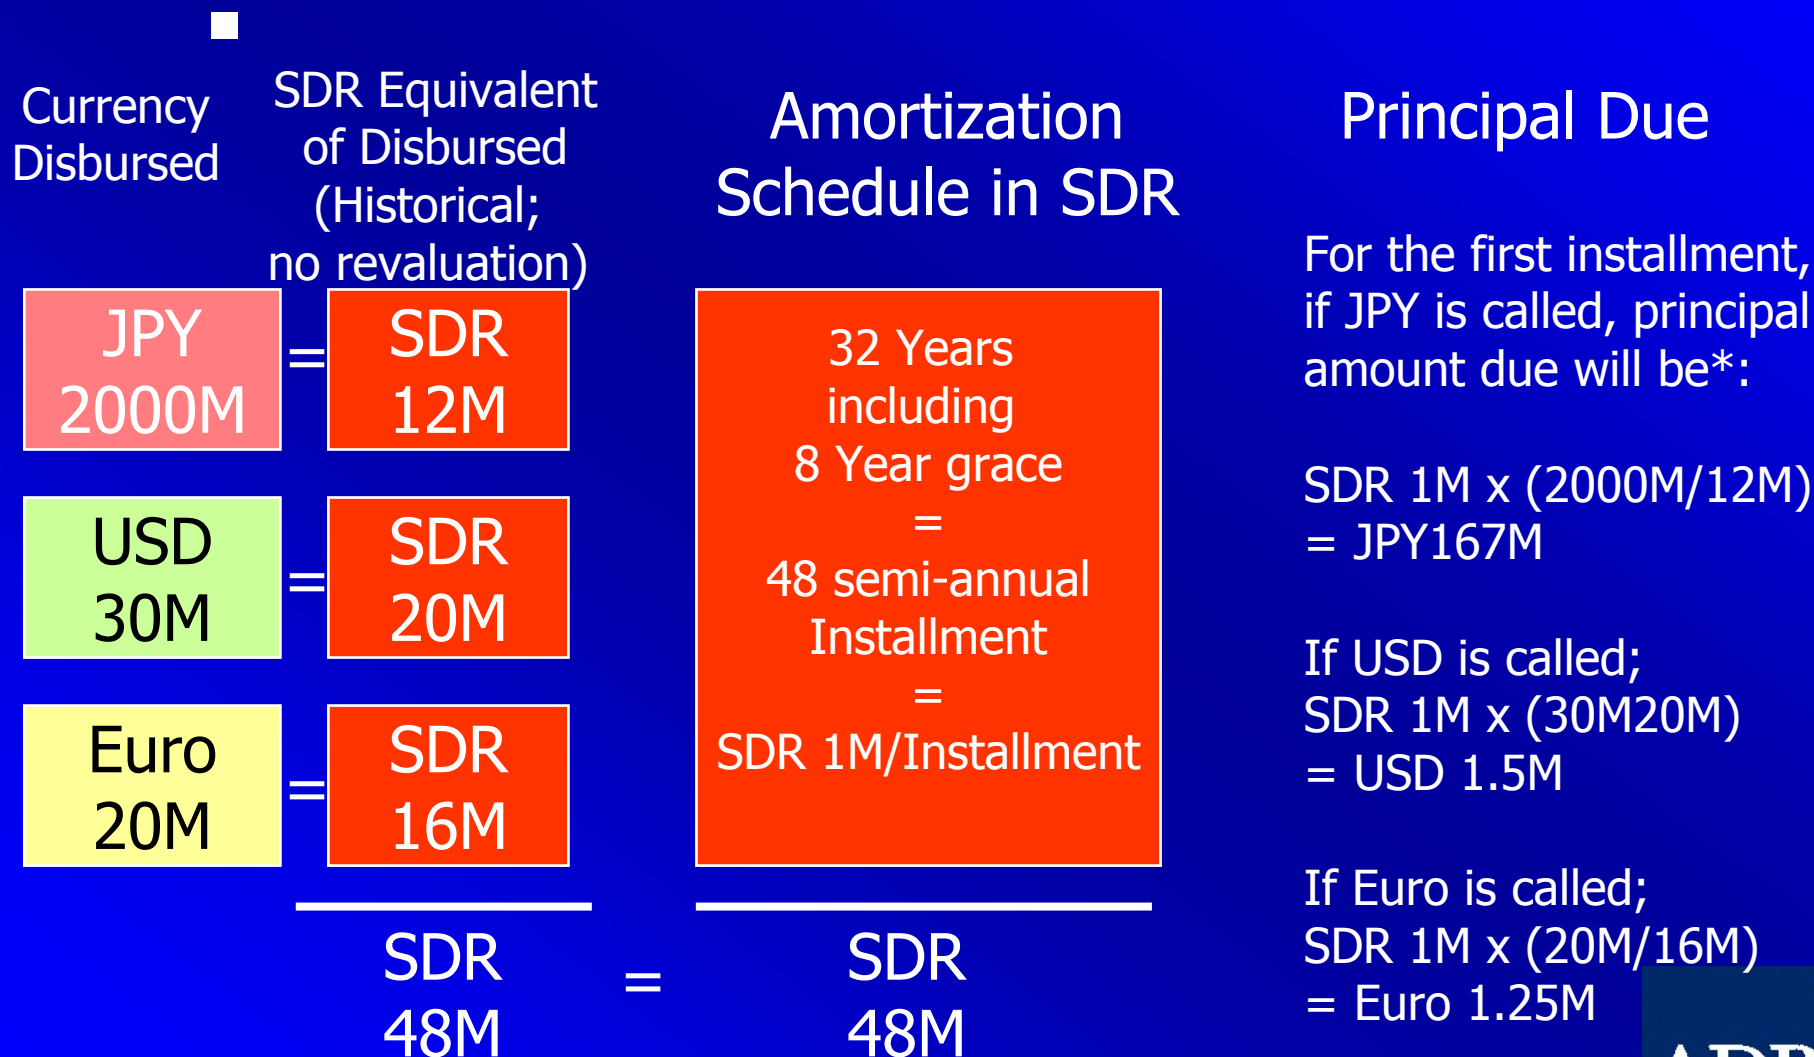 Currency
Disbursed
SDR Equivalent
of Disbursed
(Historical;
no revaluation)
Amortization
Schedule in SDR
Principal Due
JPY
2000M
=
SDR
12M
USD
30M
=
SDR
20M
Euro
20M
=
SDR
16M
SDR
48M
=
32 Years
including
8 Year grace
=
48 semi-annual
Installment
=
SDR 1M/Installment
SDR
48M
For the first installment,
if JPY is called, principal
amount due will be*:
SDR 1M x (2000M/12M)
= JPY167M
If USD is called;
SDR 1M x (30M20M)
= USD 1.5M
If Euro is called;
SDR 1M x (20M/16M)
= Euro 1.25M